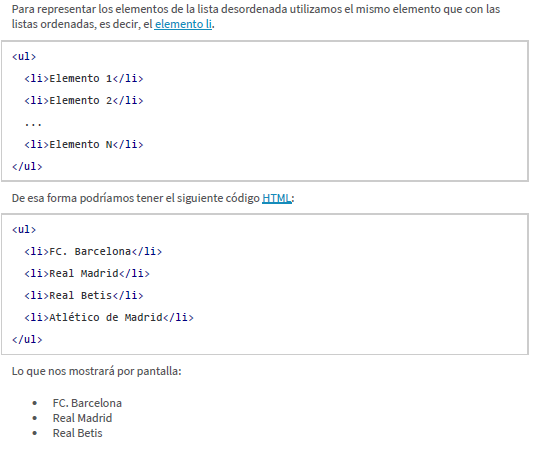 Para representar los elementos de la lista desordenada utilizamos el mismo elemento que con las
listas ordenadas, es decir, el elemento li.
<ul>
<li>Elemento 1</li>
<li>Elemento 2</li>
...
<li>Elemento N</li>
</ul>
De esa forma podríamos tener el siguiente código HTML:
<ul>
<li>FC. Barcelona</li>
<li>Real Madrid</li>
<li>Real Betis</li>
<li>Atlético de Madrid</li>
</ul>
Lo que nos mostrará por pantalla:
• FC. Barcelona
• Real Madrid
• Real Betis